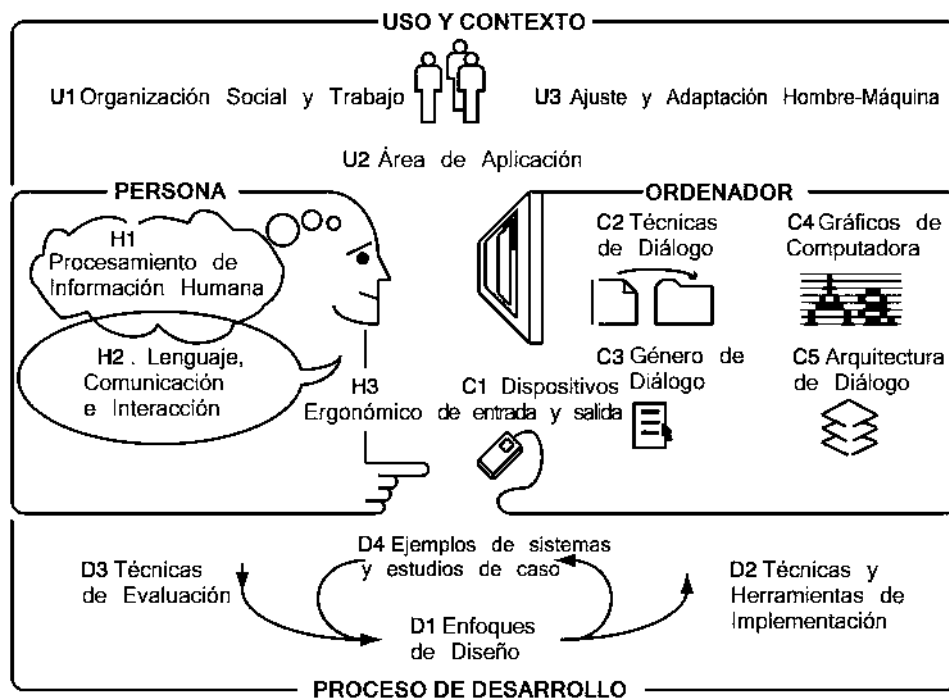 USO Y CONTEXTO
U1 Organización Social y Trabajo
U3 Ajuste y Adaptación Hombre-Máquina
U2 Área de Aplicación
PERSONA
H1
Procesamiento de
Información Humana
H2 . Lenguaje,
Comunicación
e Interacción
H3
Ergonómico
ORDENADOR
C1 Dispositivos
de entrada y salida
C2 Técnicas
de Diálogo
C4 Gráficos de
Computadora
Aa
C3 Género de
Diálogo
C5 Arquitectura
de Diálogo
D4 Ejemplos de sistemas
y estudios de caso
D3 Técnicas
de Evaluación
D2 Técnicas y
Herramientas de
Implementación
D1 Enfoques
de Diseño
PROCESO DE DESARROLLO